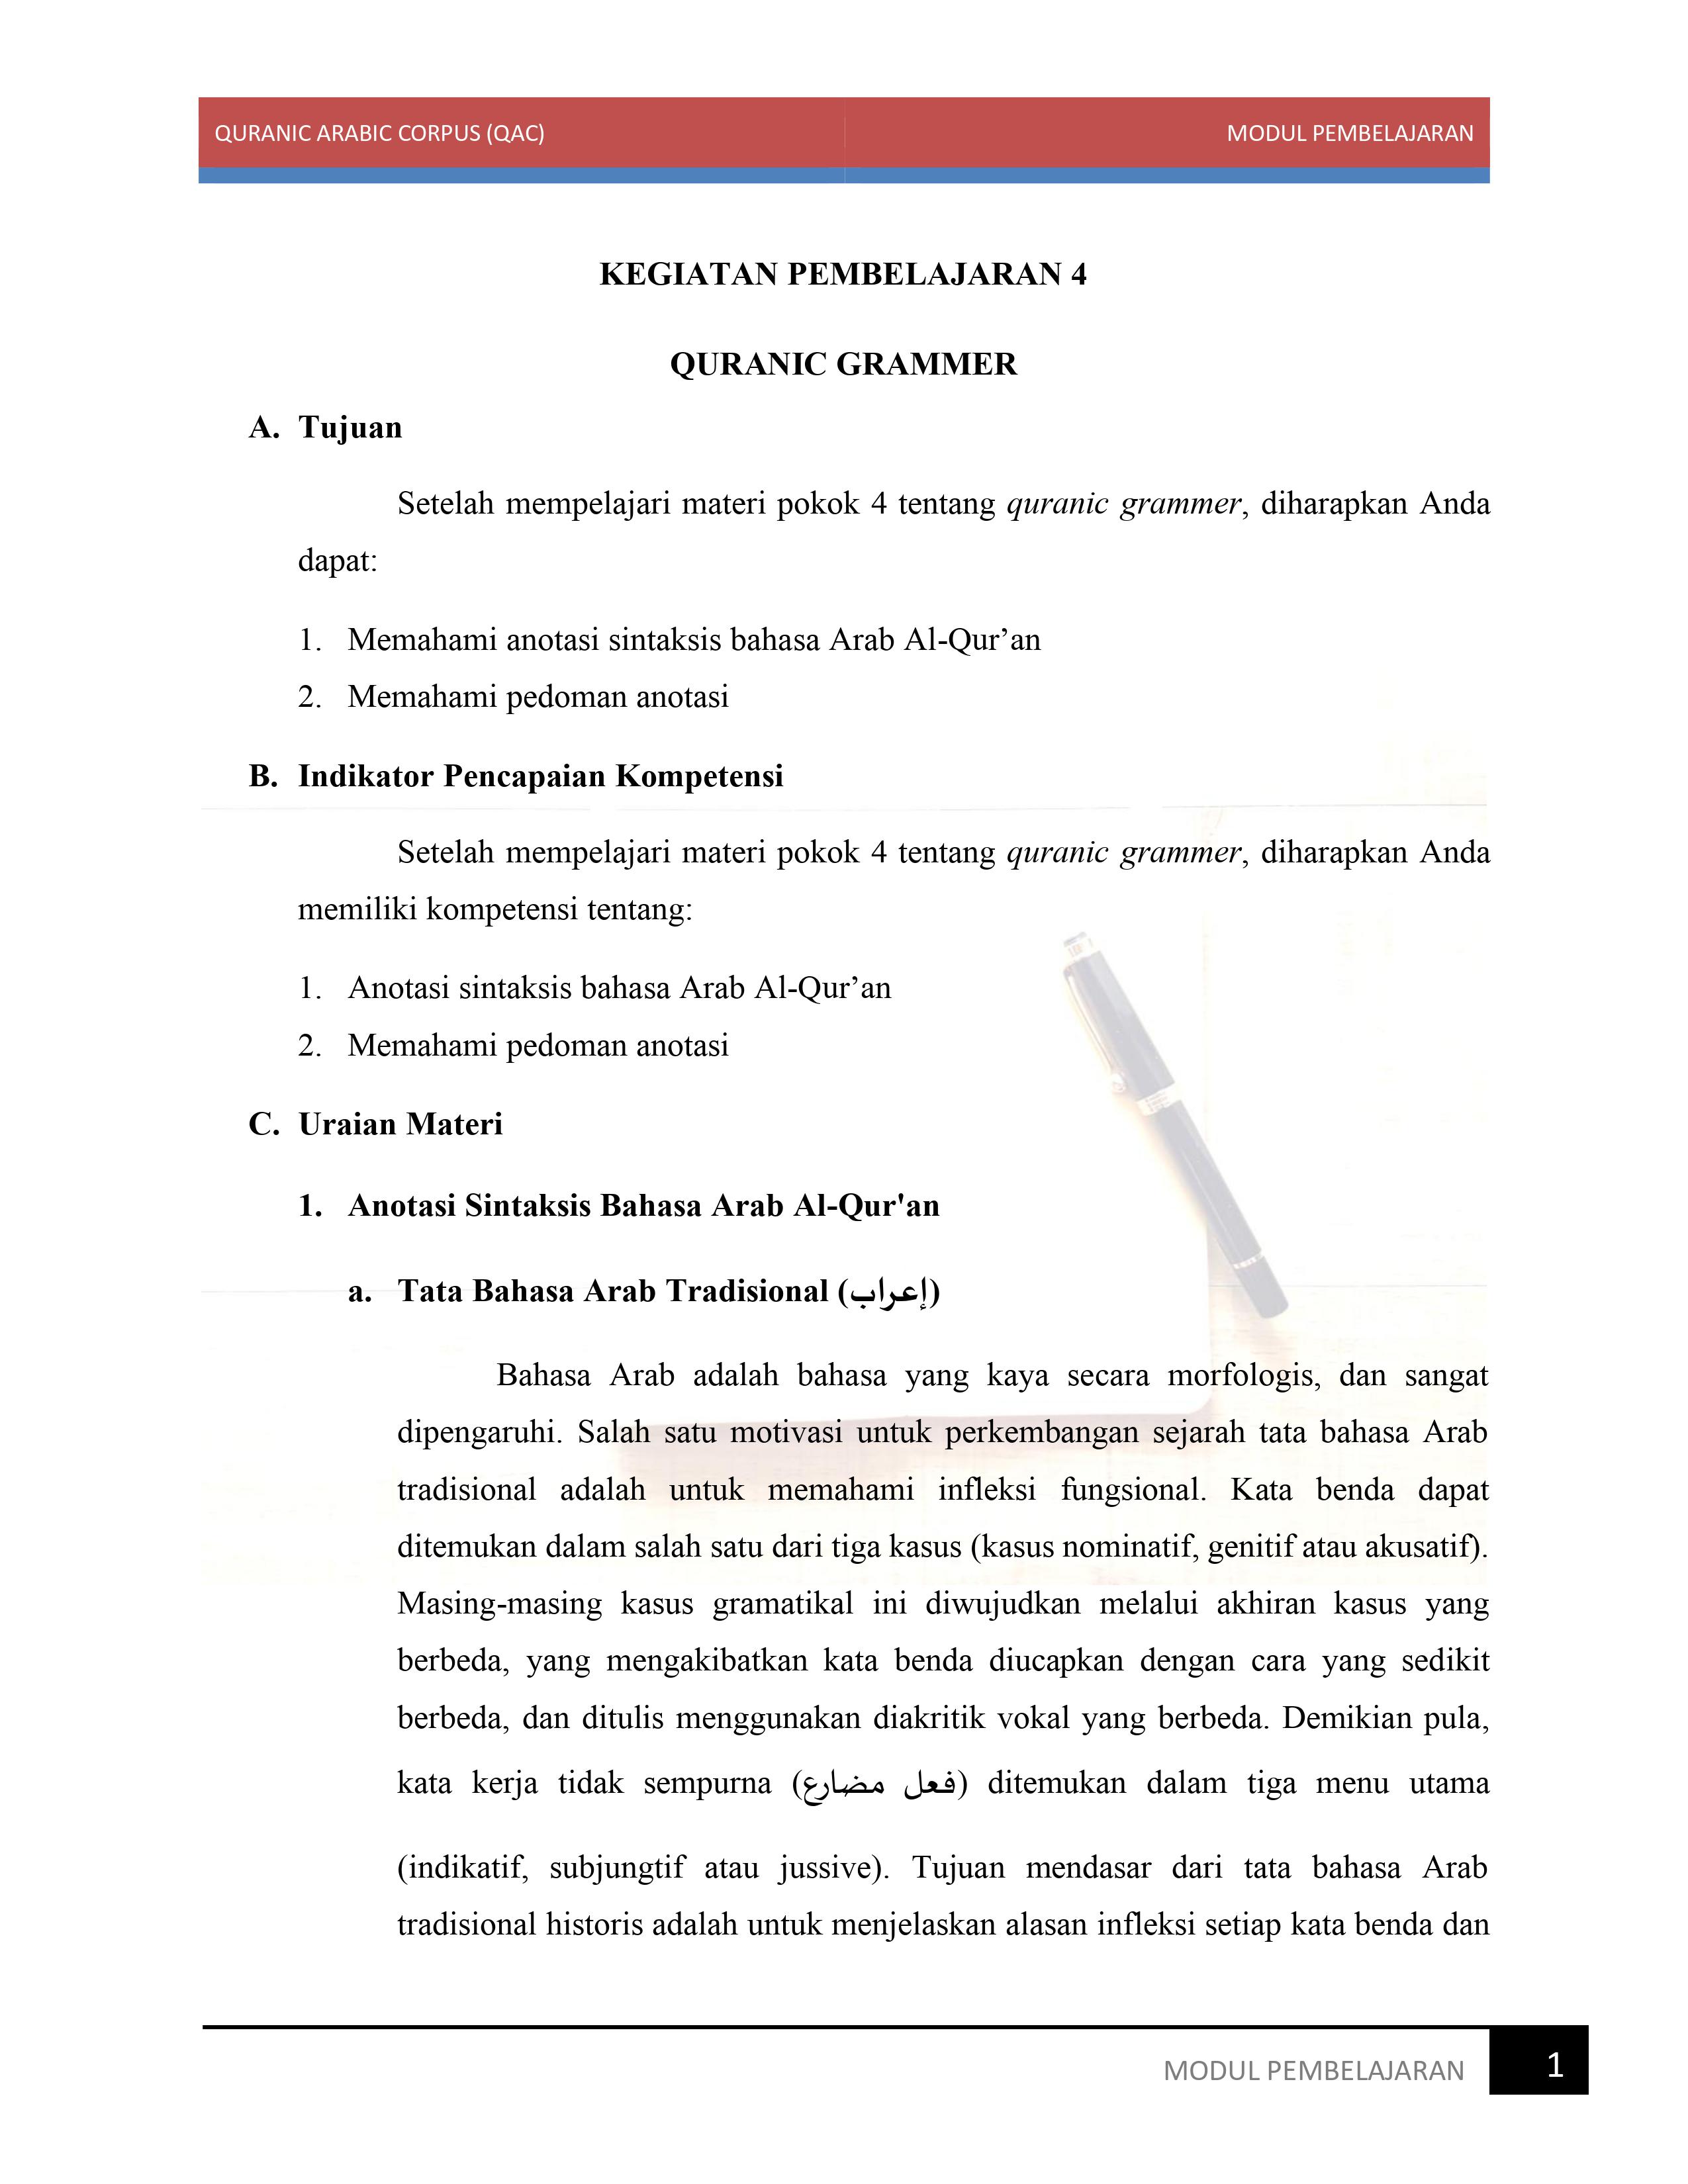 QURANIC ARABIC CORPUS (QAC) MODUL PEMBELAJARAN
KEGIATAN PEMBELAJARAN 4
QURANIC GRAMMER
A. Tujuan
Setelah mempelajari materi pokok 4 tentang quranic grammer, diharapkan Anda
dapat:
1. Memahami anotasi sintaksis bahasa Arab Al-Qur’an
2. Memahami pedoman anotasi
B. Indikator Pencapaian Kompetensi
Setelah mempelajari materi pokok 4 tentang quranic grammer, diharapkan Anda
memiliki kompetensi tentang:
1. Anotasi sintaksis bahasa Arab Al-Qur’an
2. Memahami pedoman anotasi
C. Uraian Materi
1. Anotasi Sintaksis Bahasa Arab Al-Qur'an
a. Tata Bahasa Arab Tradisional (إعراب)
Bahasa Arab adalah bahasa yang kaya secara morfologis, dan sangat
dipengaruhi. Salah satu motivasi untuk perkembangan sejarah tata bahasa Arab
tradisional adalah untuk memahami infleksi fungsional. Kata benda dapat
ditemukan dalam salah satu dari tiga kasus (kasus nominatif, genitif atau akusatif).
Masing-masing kasus gramatikal ini diwujudkan melalui akhiran kasus yang
berbeda, yang mengakibatkan kata benda diucapkan dengan cara yang sedikit
berbeda, dan ditulis menggunakan diakritik vokal yang berbeda. Demikian pula,
kata kerja tidak sempurna (فعل مضارع) ditemukan dalam tiga menu utama
(indikatif, subjungtif atau jussive). Tujuan mendasar dari tata bahasa Arab
tradisional historis adalah untuk menjelaskan alasan infleksi setiap kata benda dan
MODUL PEMBELAJARAN 1